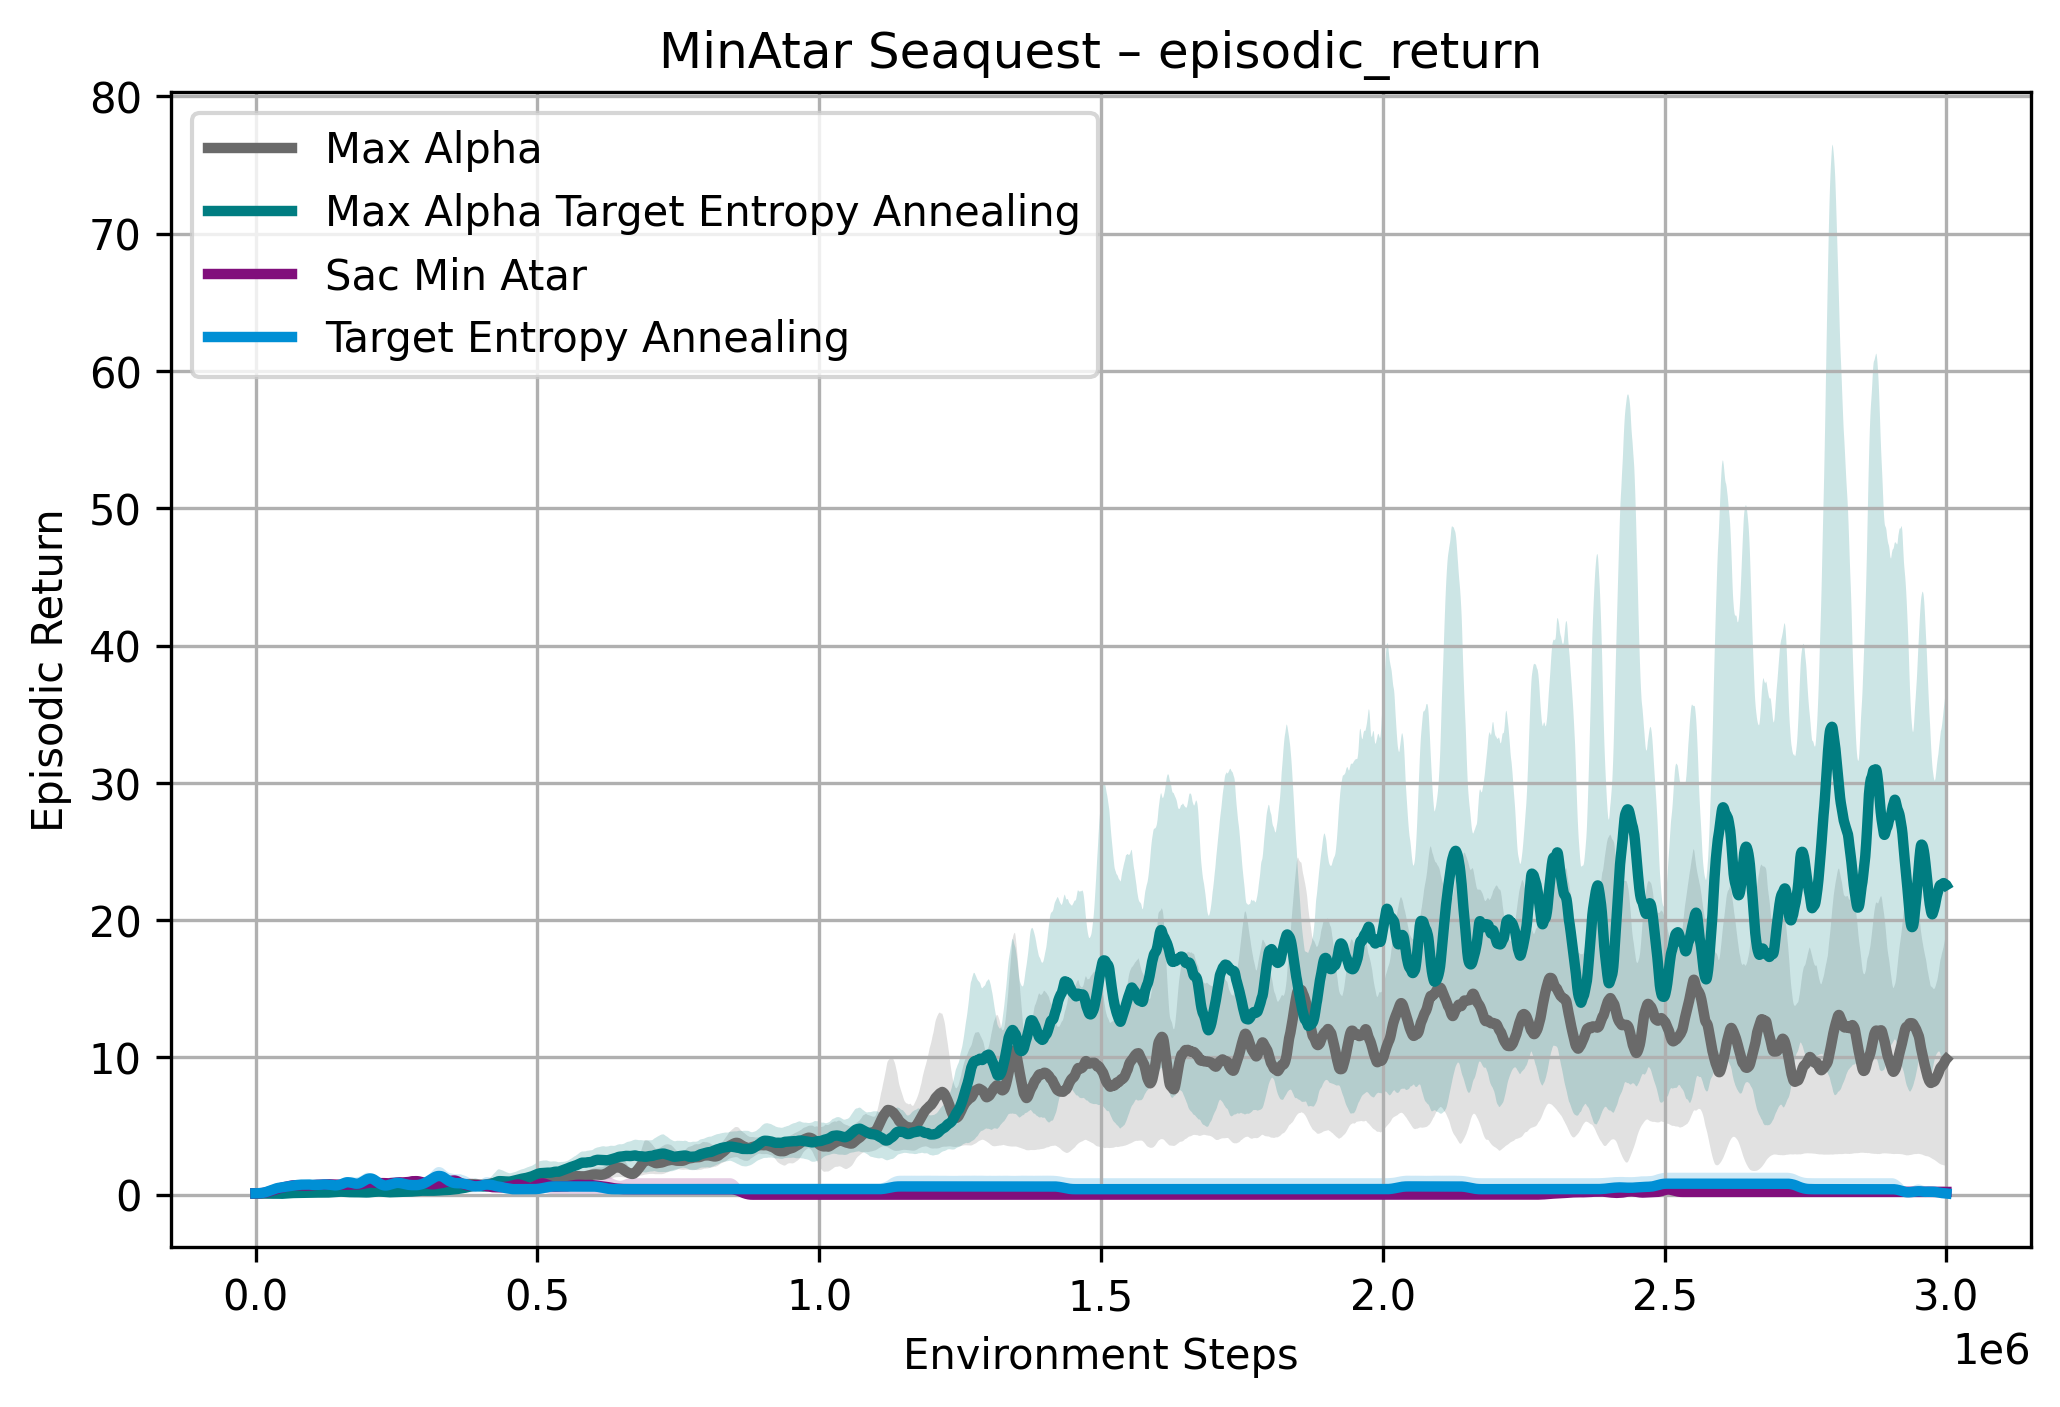 MinAtar Seaquest – episodic_return
80
70
60
50
40
30
20
10
0
Episodic Return
Max Alpha
Max Alpha Target Entropy Annealing
Sac Min Atar
Target Entropy Annealing
0.0 0.5 1.0 1.5 2.0 2.5 3.0
1e6
Environment Steps